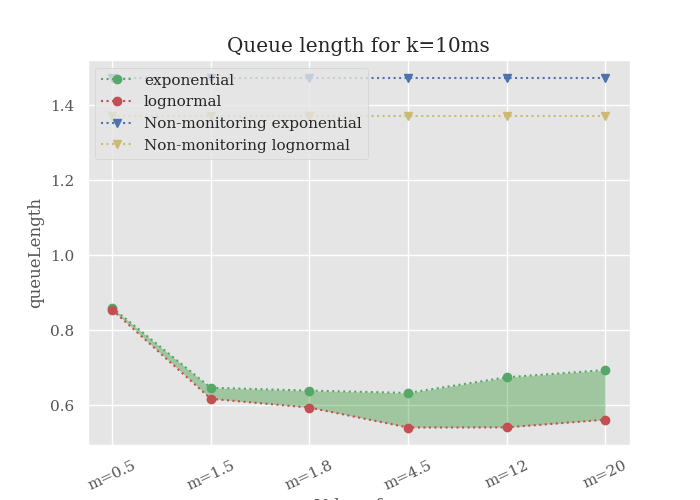 Queue length for k=10ms
exponential
lognormal
Non-monitoring exponential
Non-monitoring lognormal
queueLength
1.4
1.2
1.0
0.8
0.6
m=0.5
m=1.5
m=1.8
m=4.5
m=12
m=20